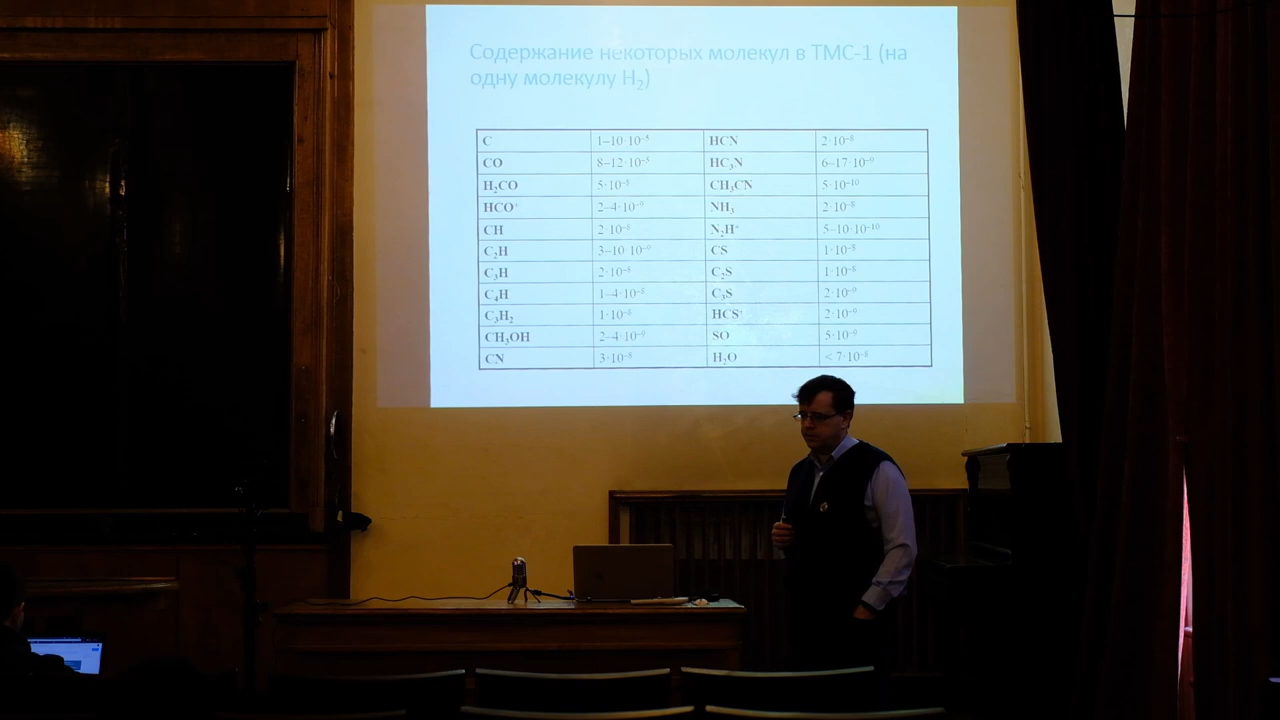 Содержание некоторых молекул в ТМС-1 (на
одну молекулу H₂)
C 1–10·10⁻⁵ HCN 2·10⁻⁸
CO 8–12·10⁻⁵ HC₃N 6–17·10⁻⁹
H₂CO 5·10⁻⁸ CH₃CN 5·10⁻¹⁰
HCO⁺ 2–4·10⁻⁹ NH₃ 2·10⁻⁸
CH 2·10⁻⁸ N₂H⁺ 5–10·10⁻¹⁰
C₂H 3–10·10⁻⁹ CS 1·10⁻⁸
C₃H 2·10⁻⁸ C₂S 1·10⁻⁸
C₄H 1–4·10⁻⁸ C₃S 2·10⁻⁹
C₃H₂ 1·10⁻⁸ HCS⁺ 2·10⁻⁹
CH₃OH 2–4·10⁻⁹ SO 5·10⁻⁹
CN 3·10⁻⁸ H₂O < 7·10⁻⁸